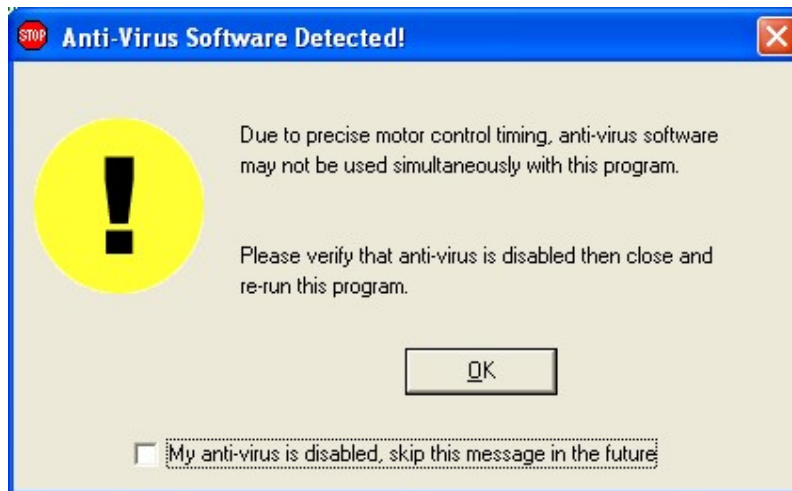 STOP
Anti-Virus Software Detected!
Due to precise motor control timing, anti-virus software
may not be used simultaneously with this program.
Please verify that anti-virus is disabled then close and
re-run this program.
OK
My anti-virus is disabled, skip this message in the future